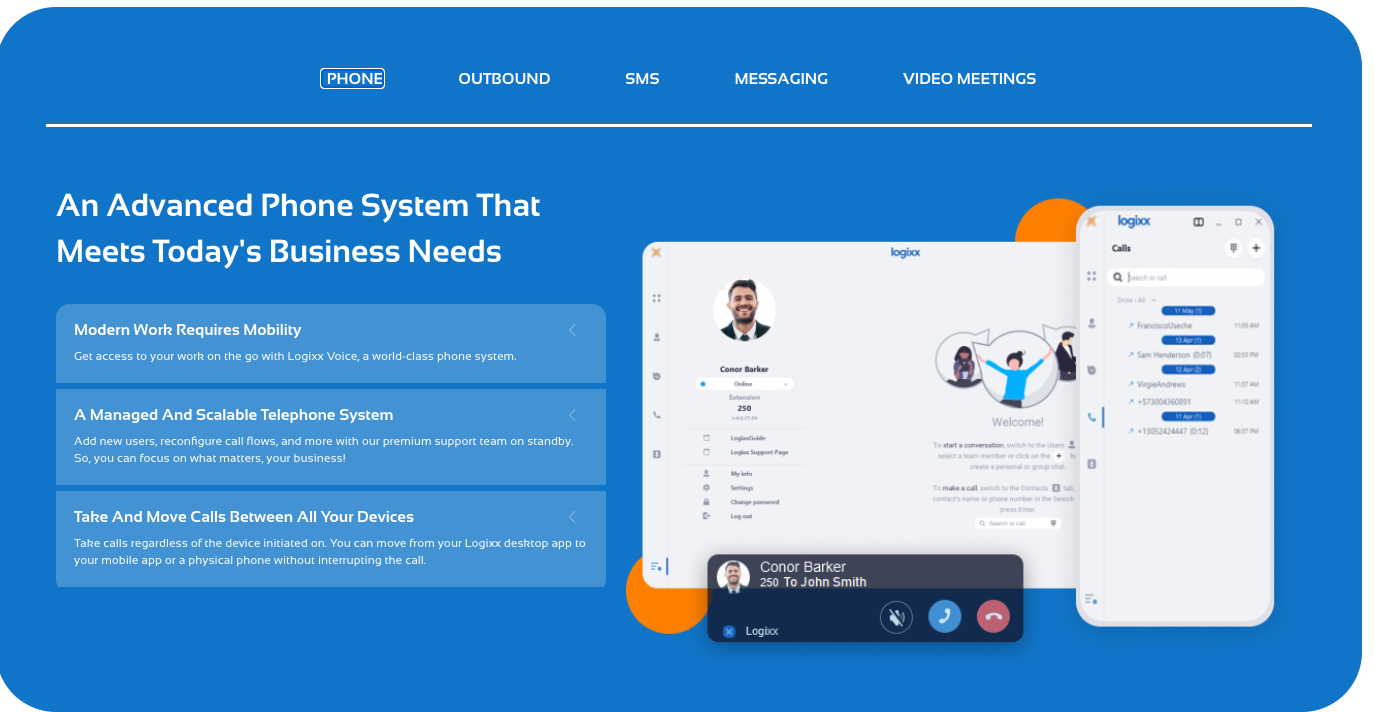 PHONE
OUTBOUND
SMS
MESSAGING
VIDEO MEETINGS
An Advanced Phone System That
Meets Today's Business Needs
Modern Work Requires Mobility
Get access to your work on the go with Logixx Voice, a world-class phone system.
A Managed And Scalable Telephone System
Add new users, reconfigure call flows, and more with our premium support team on standby.
So, you can focus on what matters, your business!
Take And Move Calls Between All Your Devices
Take calls regardless of the device initiated on. You can move from your Logixx desktop app to
your mobile app or a physical phone without interrupting the call.
logixx
Conor Barker
Online
Extension
250
v.4.0.21.54
LogixxGuide
Logixx Support Page
My info
Settings
Change password
Log out
Welcome!
To start a conversation, switch to the Users
select a team member or click on the + to
create a personal or group chat.
To make a call, switch to the Contacts tab,
contact's name or phone number in the Search
press Enter.
Search or call
Conor Barker
250 To John Smith
Logixx
logixx
Calls
Search or call
Show: All
11 May (1)
FranciscoUseche 11:05 AM
13 Apr (1)
Sam Henderson (0:07) 02:55 PM
12 Apr (2)
VirgieAndrews 11:37 AM
+573004360891 11:10 AM
11 Apr (1)
+13052424447 (0:12) 06:37 PM